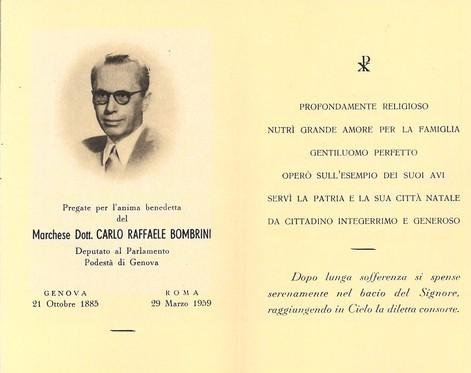 Pregate per l'anima benedetta
del
Marchese Dott. CARLO RAFFAELE BOMBRINI
Deputato al Parlamento
Podestà di Genova
GENOVA
21 Ottobre 1885
ROMA
29 Marzo 1959
PROFONDAMENTE RELIGIOSO
NUTRÌ GRANDE AMORE PER LA FAMIGLIA
GENTILUOMO PERFETTO
OPERÒ SULL'ESEMPIO DEI SUOI AVI
SERVÌ LA PATRIA E LA SUA CITTÀ NATALE
DA CITTADINO INTEGERRIMO E GENEROSO
Dopo lunga sofferenza si spense
serenamente nel bacio del Signore,
raggiungendo in Cielo la diletta consorte.